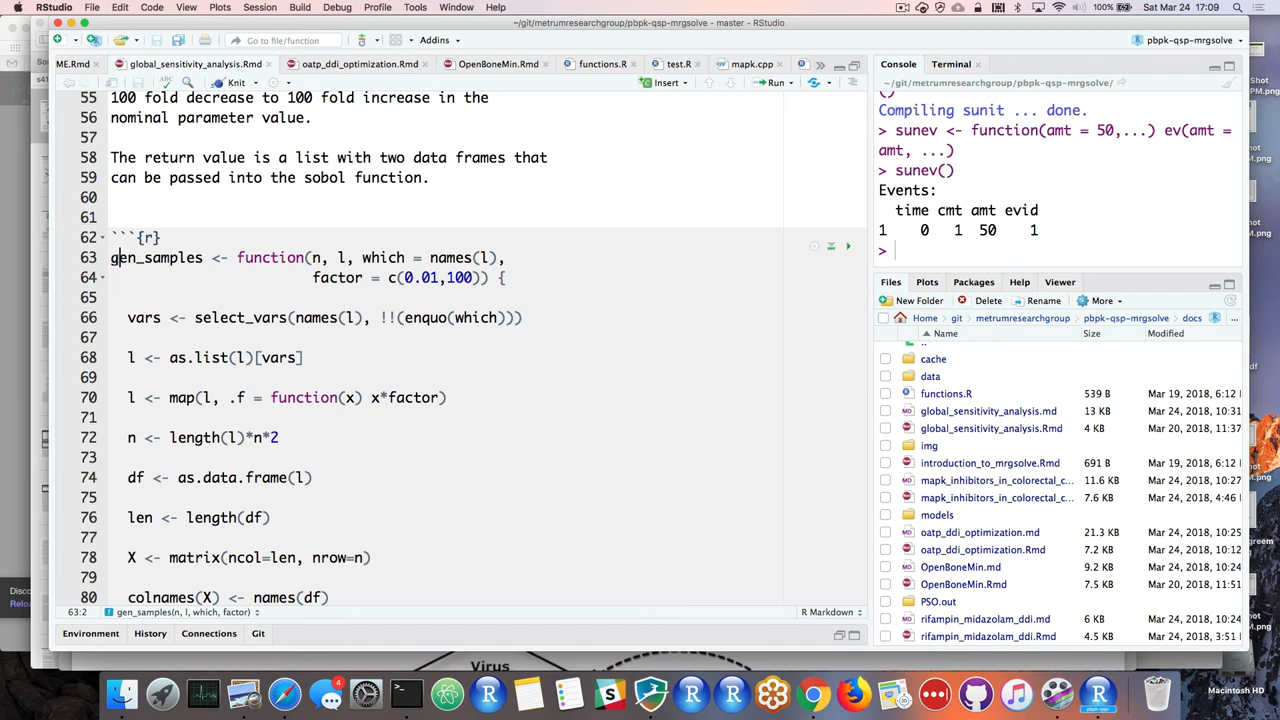 RStudio File Edit Code View Plots Session Build Debug Profile Tools Window Help 100% Sat Mar 24 17:09
~/git/metrumresearchgroup/pbpk-qsp-mrgsolve - master - RStudio
Go to file/function Addins pbpk-qsp-mrgsolve
ME.Rmd global_sensitivity_analysis.Rmd oatp_ddi_optimization.Rmd OpenBoneMin.Rmd functions.R test.R mapk.cpp
Knit Insert Run
55 100 fold decrease to 100 fold increase in the
56 nominal parameter value.
57
58 The return value is a list with two data frames that
59 can be passed into the sobol function.
60
61
62 ```{r}
63 gen_samples <- function(n, l, which = names(l),
64 factor = c(0.01,100)) {
65
66 vars <- select_vars(names(l), !!(enquo(which)))
67
68 l <- as.list(l)[vars]
69
70 l <- map(l, .f = function(x) x*factor)
71
72 n <- length(l)*n*2
73
74 df <- as.data.frame(l)
75
76 len <- length(df)
77
78 X <- matrix(ncol=len, nrow=n)
79
80 colnames(X) <- names(df)
63:2 gen_samples(n, l, which, factor) R Markdown
Environment History Connections Git
Console Terminal
~/git/metrumresearchgroup/pbpk-qsp-mrgsolve/
()
Compiling sunit ... done.
> sunev <- function(amt = 50,...) ev(amt =
amt, ...)
> sunev()
Events:
time cmt amt evid
1 0 1 50 1
>
Files Plots Packages Help Viewer
New Folder Delete Rename More
Home git metrumresearchgroup pbpk-qsp-mrgsolve docs ...
Name Size Modified
..
cache
data
functions.R 539 B Mar 19, 2018, 6:12
global_sensitivity_analysis.md 13 KB Mar 24, 2018, 10:31
global_sensitivity_analysis.Rmd 4 KB Mar 20, 2018, 11:37
img
introduction_to_mrgsolve.Rmd 691 B Mar 19, 2018, 6:12
mapk_inhibitors_in_colorectal_c... 11.6 KB Mar 24, 2018, 10:27
mapk_inhibitors_in_colorectal_c... 7.6 KB Mar 24, 2018, 4:46
models
oatp_ddi_optimization.md 21.3 KB Mar 24, 2018, 10:24
oatp_ddi_optimization.Rmd 7.2 KB Mar 24, 2018, 10:12
OpenBoneMin.md 9.2 KB Mar 24, 2018, 10:24
OpenBoneMin.Rmd 7.5 KB Mar 20, 2018, 11:51
PSO.out
rifampin_midazolam_ddi.md 6 KB Mar 24, 2018, 10:24
rifampin_midazolam_ddi.Rmd 4.5 KB Mar 24, 2018, 3:51
Disco
Reloa
Virus
Macintosh HD